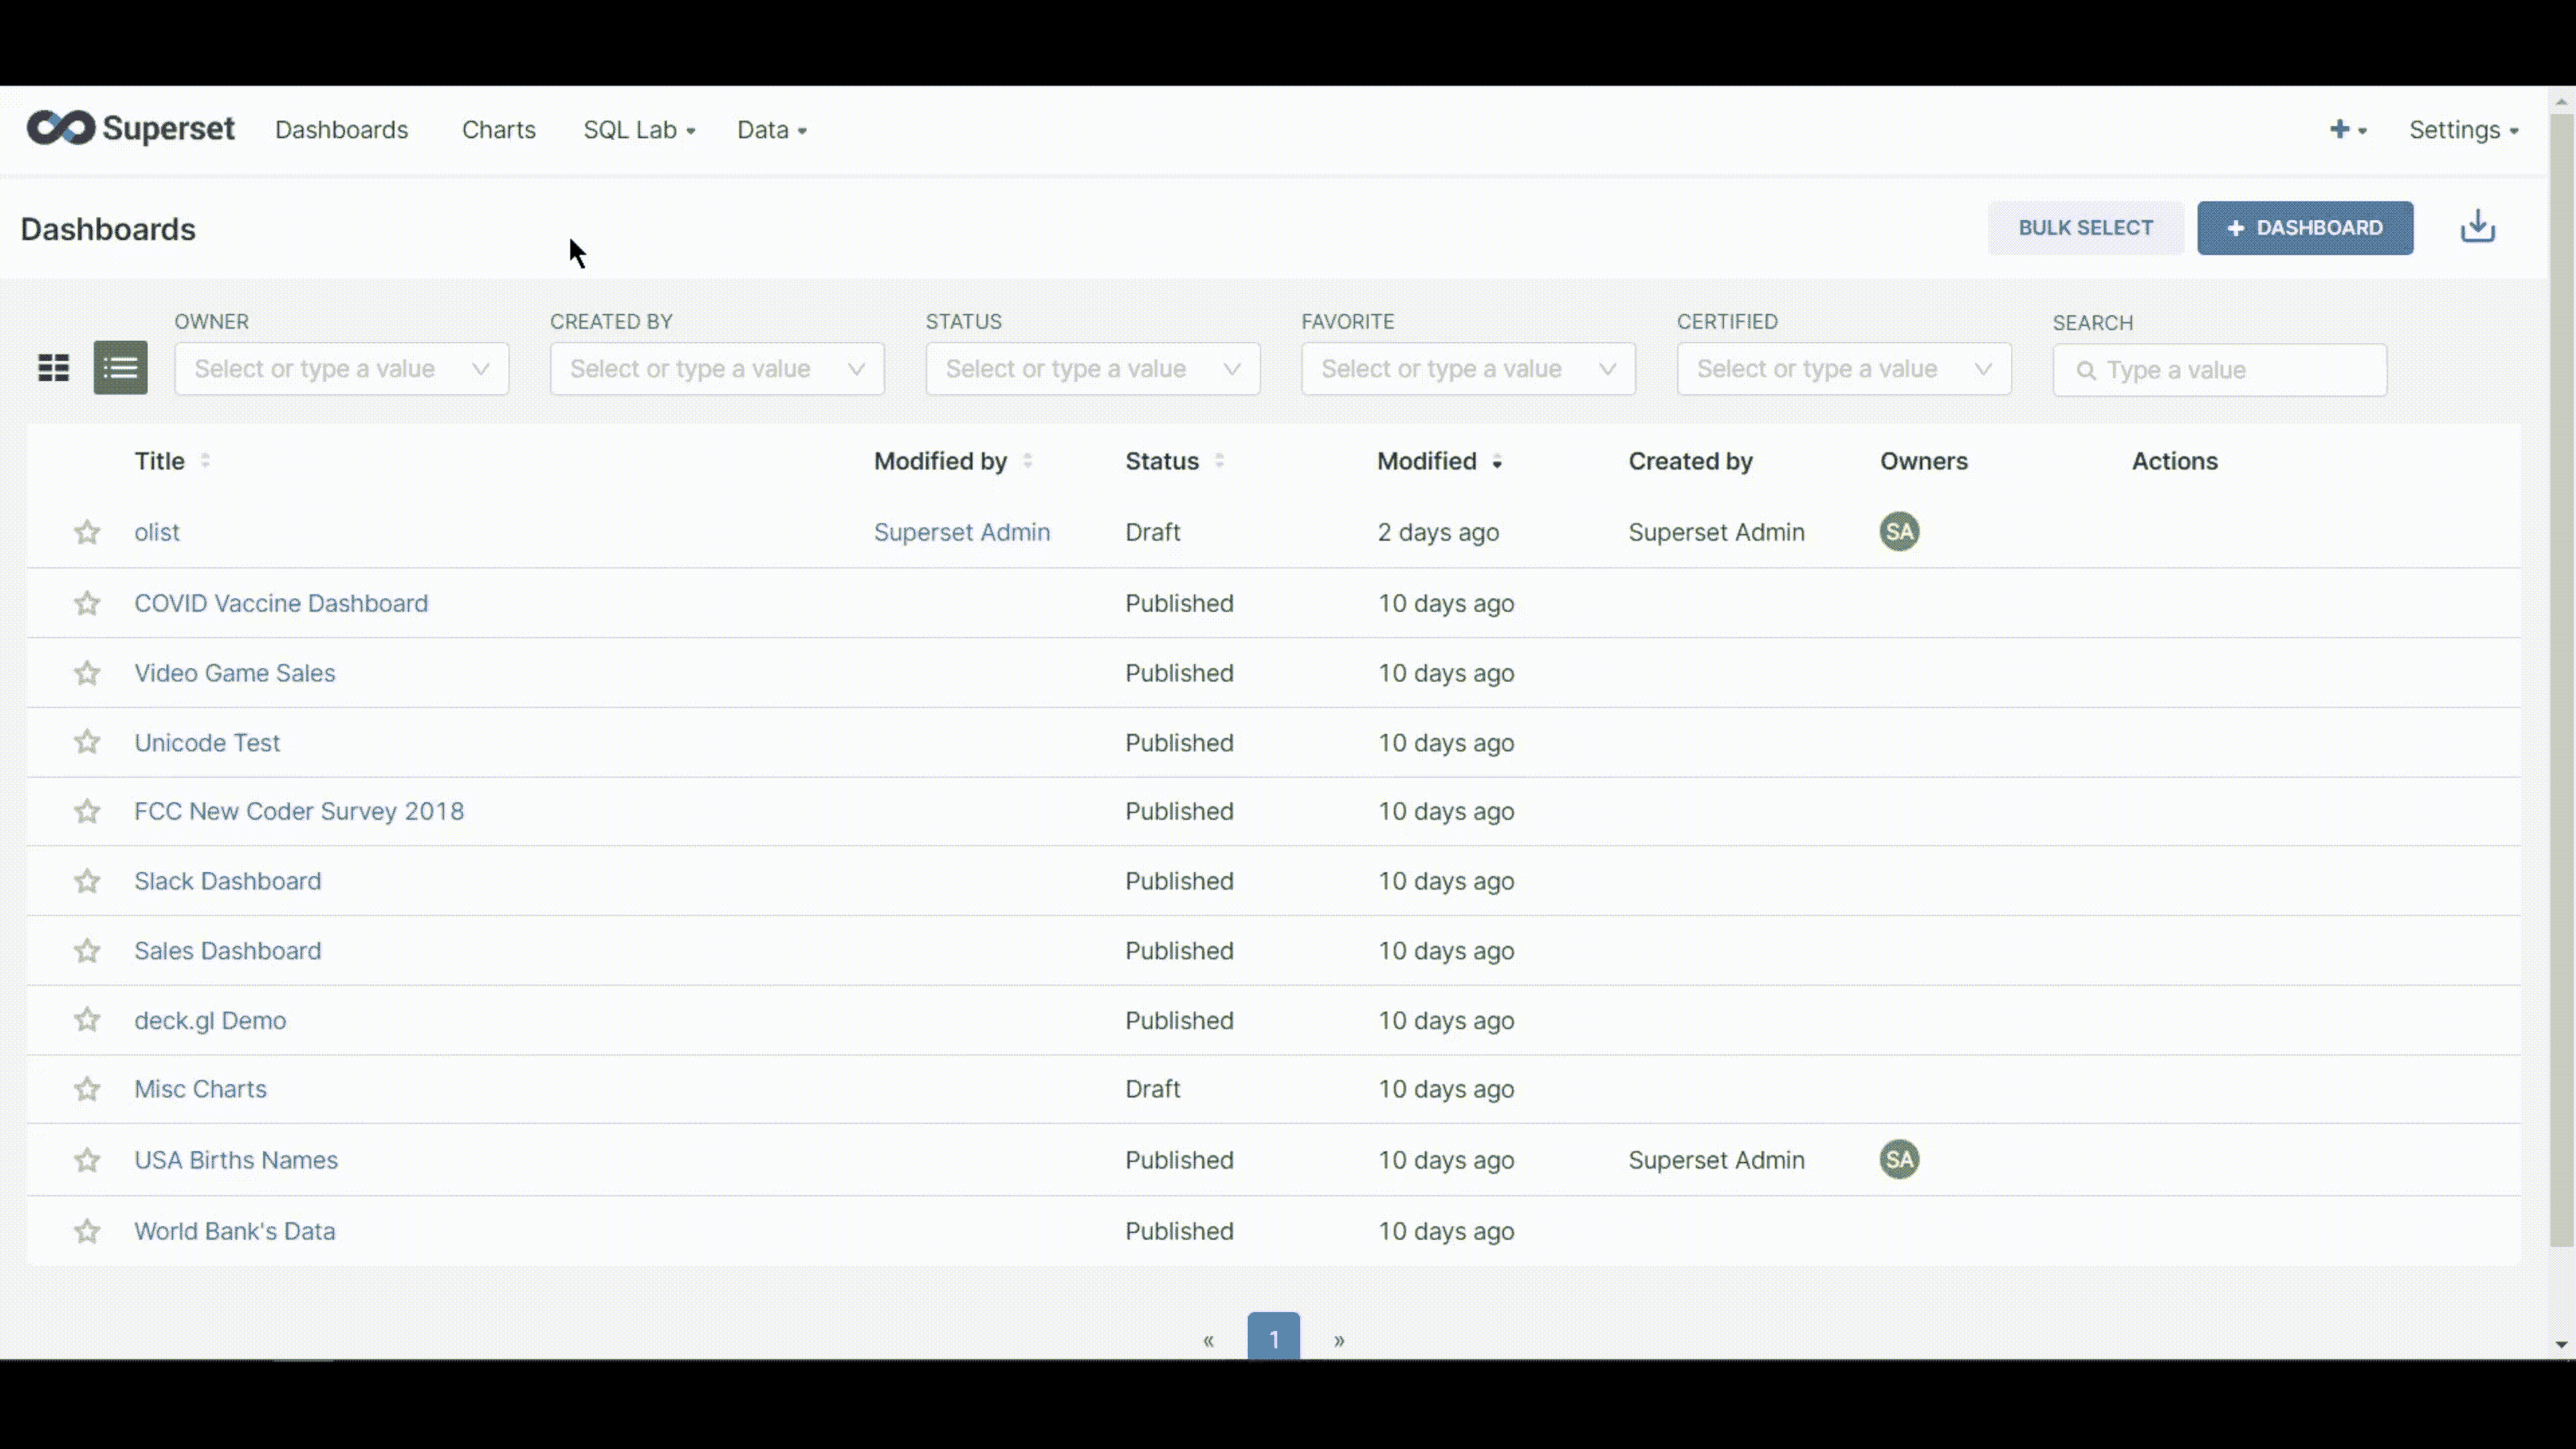 Superset Dashboards Charts SQL Lab Data Settings
Dashboards BULK SELECT + DASHBOARD
OWNER CREATED BY STATUS FAVORITE CERTIFIED SEARCH
Select or type a value Select or type a value Select or type a value Select or type a value Select or type a value Type a value
Title Modified by Status Modified Created by Owners Actions
olist Superset Admin Draft 2 days ago Superset Admin SA
COVID Vaccine Dashboard Published 10 days ago
Video Game Sales Published 10 days ago
Unicode Test Published 10 days ago
FCC New Coder Survey 2018 Published 10 days ago
Slack Dashboard Published 10 days ago
Sales Dashboard Published 10 days ago
deck.gl Demo Published 10 days ago
Misc Charts Draft 10 days ago
USA Births Names Published 10 days ago Superset Admin SA
World Bank's Data Published 10 days ago
« 1 »